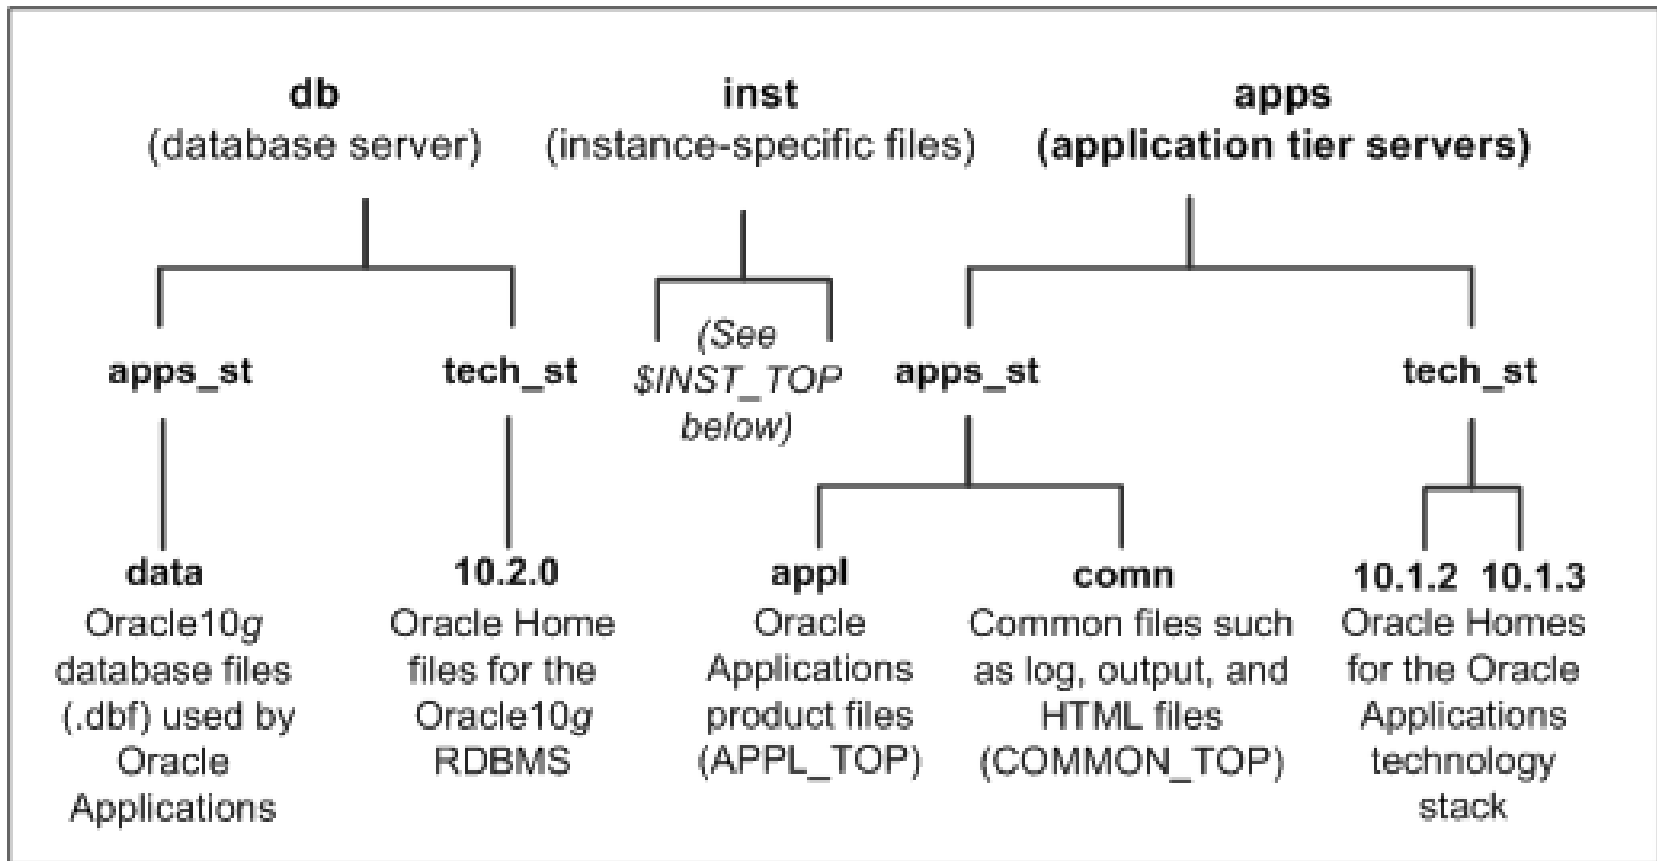 db
(database server)
inst
(instance-specific files)
apps
(application tier servers)
apps_st
tech_st
(See
$INST_TOP
below)
apps_st
tech_st
data
Oracle10g
database files
(.dbf) used by
Oracle
Applications
10.2.0
Oracle Home
files for the
Oracle10g
RDBMS
appl
Oracle
Applications
product files
(APPL_TOP)
comn
Common files such
as log, output, and
HTML files
(COMMON_TOP)
10.1.2 10.1.3
Oracle Homes
for the Oracle
Applications
technology
stack